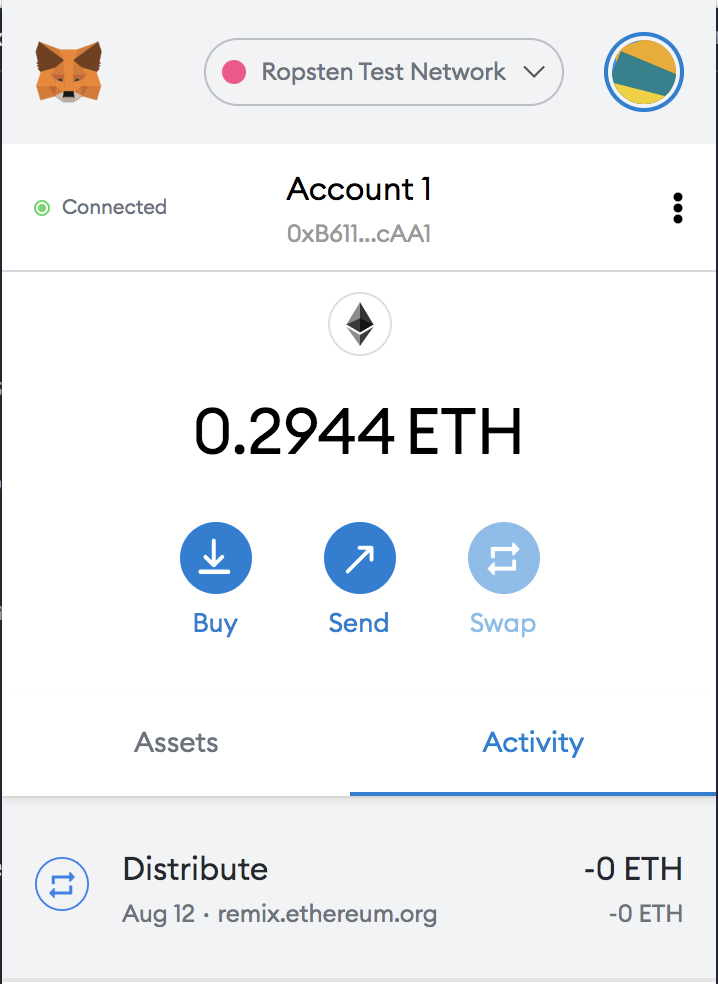 Ropsten Test Network
Connected
Account 1
0xB611...cAA1
0.2944 ETH
Buy
Send
Swap
Assets
Activity
Distribute
-0 ETH
Aug 12 · remix.ethereum.org
-0 ETH